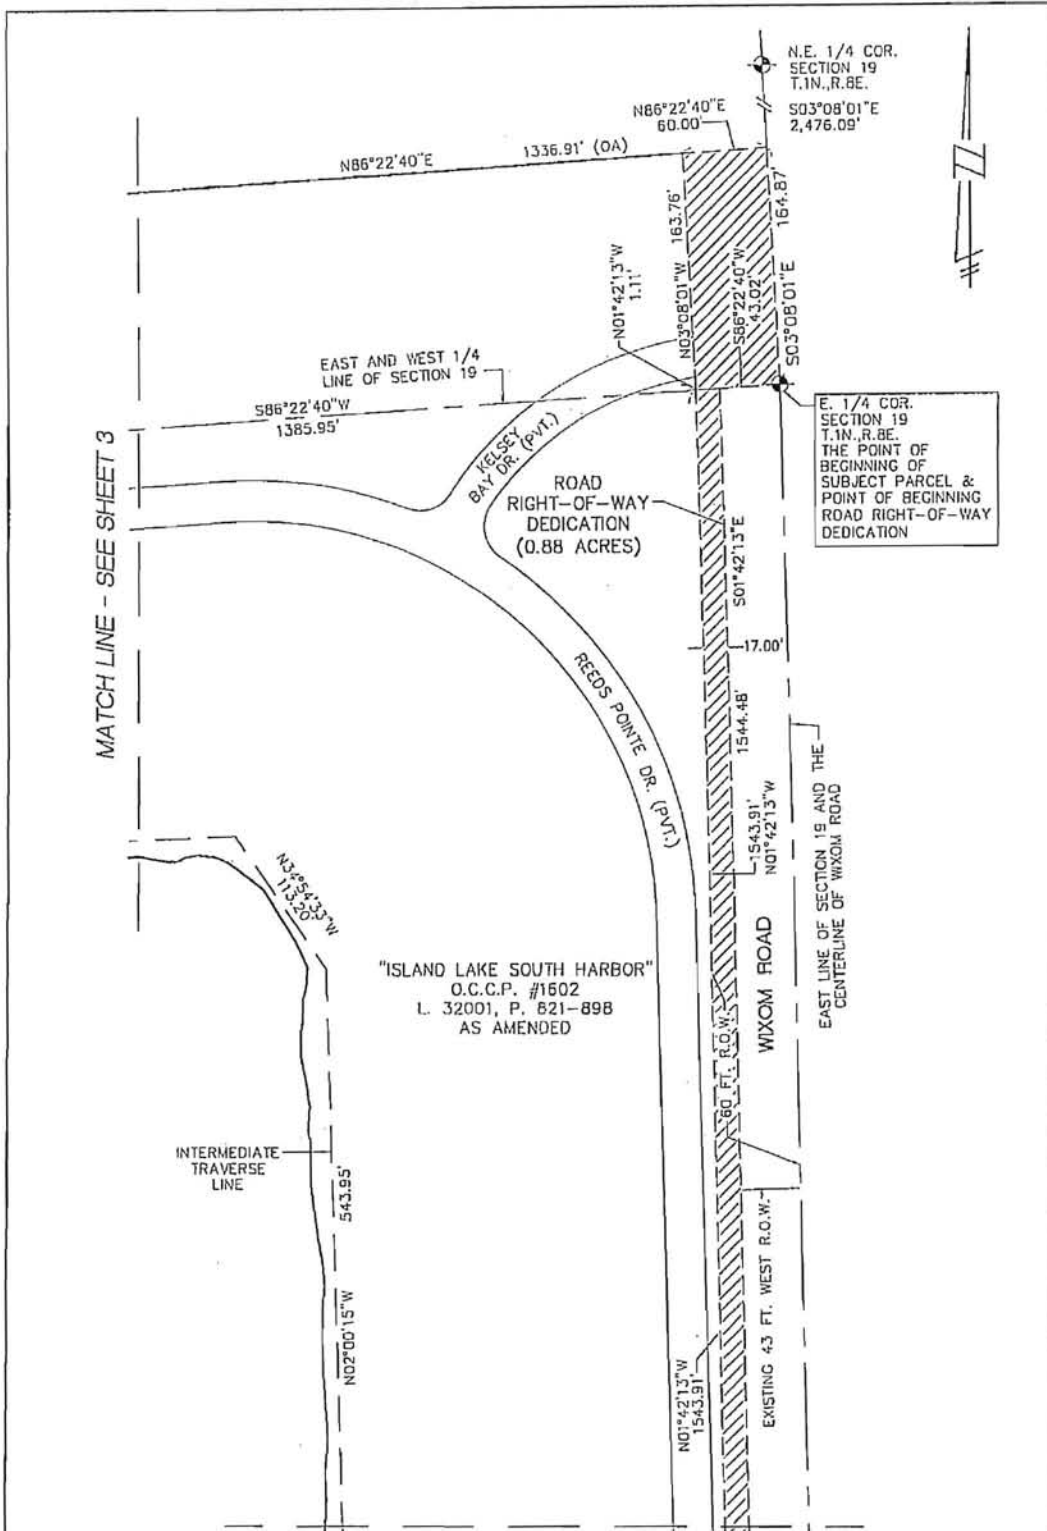 N.E. 1/4 COR.
SECTION 19
T.1N.,R.8E.
S03°08'01"E
2,476.09'
N86°22'40"E
60.00'
N86°22'40"E
1336.91' (OA)
163.76'
164.87'
N01°42'13"W
1.11'
N03°08'01"W
S86°22'40"W
43.02'
S03°08'01"E
EAST AND WEST 1/4
LINE OF SECTION 19
S86°22'40"W
1385.95'
KELSEY
BAY DR. (PVT.)
E. 1/4 COR.
SECTION 19
T.1N.,R.8E.
THE POINT OF
BEGINNING OF
SUBJECT PARCEL &
POINT OF BEGINNING
ROAD RIGHT-OF-WAY
DEDICATION
MATCH LINE - SEE SHEET 3
ROAD
RIGHT-OF-WAY
DEDICATION
(0.88 ACRES)
S01°42'13"E
17.00'
REEDS POINTE DR. (PVT.)
1544.48'
1543.91'
N01°42'13"W
EAST LINE OF SECTION 19 AND THE
CENTERLINE OF WIXOM ROAD
N34°54'33"W
113.20'
WIXOM ROAD
"ISLAND LAKE SOUTH HARBOR"
O.C.C.P. #1602
L. 32001, P. 821-898
AS AMENDED
60 FT. R.O.W.
INTERMEDIATE
TRAVERSE
LINE
543.95'
EXISTING 43 FT. WEST R.O.W.
N02°00'15"W
N01°42'13"W
1543.91'